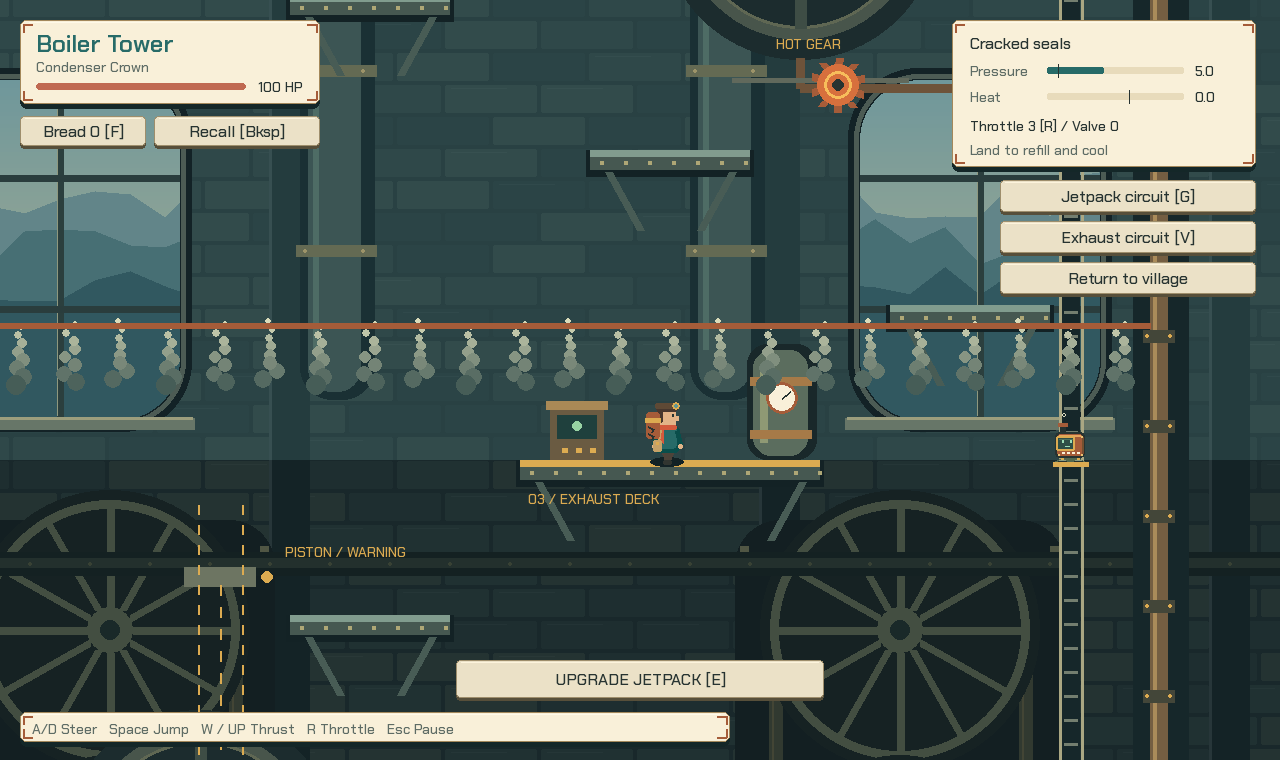 Boiler Tower
Condenser Crown
100 HP
Bread 0 [F]
Recall [Bksp]
HOT GEAR
Cracked seals
Pressure 5.0
Heat 0.0
Throttle 3 [R] / Valve 0
Land to refill and cool
Jetpack circuit [G]
Exhaust circuit [V]
Return to village
03 / EXHAUST DECK
PISTON / WARNING
UPGRADE JETPACK [E]
A/D Steer Space Jump W / UP Thrust R Throttle Esc Pause